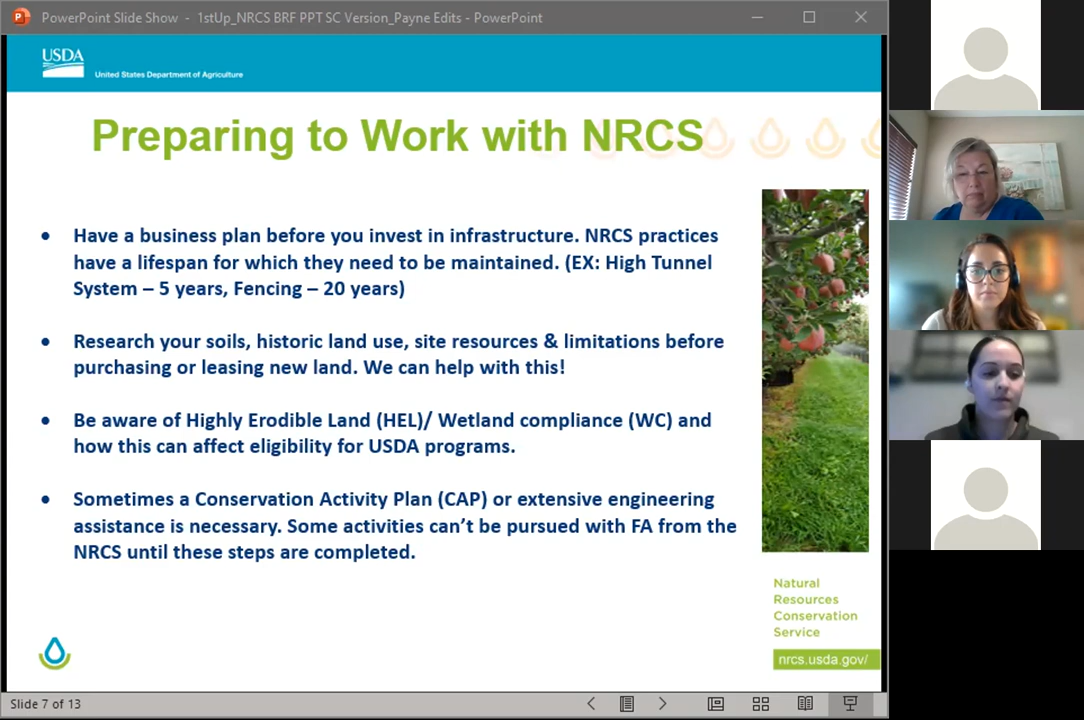 PowerPoint Slide Show - 1stUp_NRCS BRF PPT SC Version_Payne Edits - PowerPoint
USDA
United States Department of Agriculture
Preparing to Work with NRCS
• Have a business plan before you invest in infrastructure. NRCS practices
have a lifespan for which they need to be maintained. (EX: High Tunnel
System – 5 years, Fencing – 20 years)
• Research your soils, historic land use, site resources & limitations before
purchasing or leasing new land. We can help with this!
• Be aware of Highly Erodible Land (HEL)/ Wetland compliance (WC) and
how this can affect eligibility for USDA programs.
• Sometimes a Conservation Activity Plan (CAP) or extensive engineering
assistance is necessary. Some activities can’t be pursued with FA from the
NRCS until these steps are completed.
Natural
Resources
Conservation
Service
nrcs.usda.gov/
Slide 7 of 13